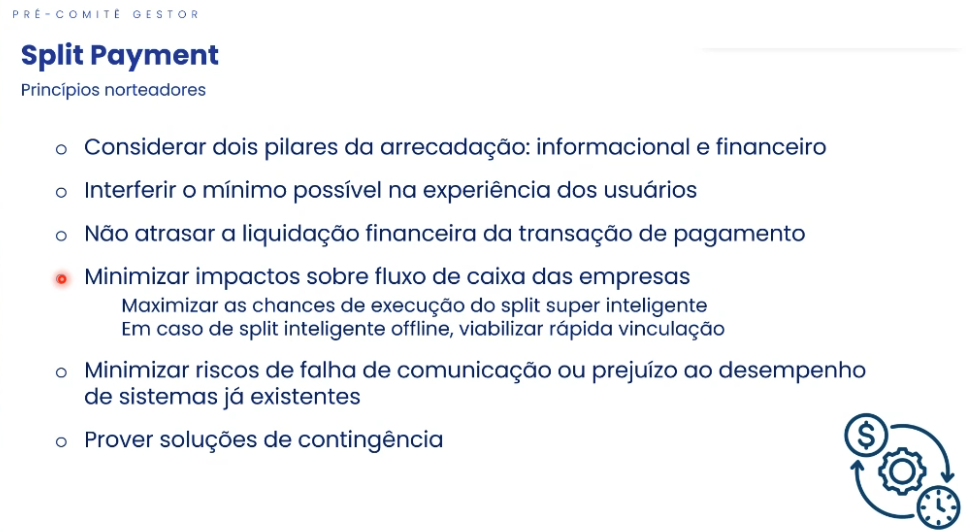 PRÉ-COMITÊ GESTOR
Split Payment
Princípios norteadores
Considerar dois pilares da arrecadação: informacional e financeiro
Interferir o mínimo possível na experiência dos usuários
Não atrasar a liquidação financeira da transação de pagamento
Minimizar impactos sobre fluxo de caixa das empresas
Maximizar as chances de execução do split super inteligente
Em caso de split inteligente offline, viabilizar rápida vinculação
Minimizar riscos de falha de comunicação ou prejuízo ao desempenho
de sistemas já existentes
Prover soluções de contingência
$